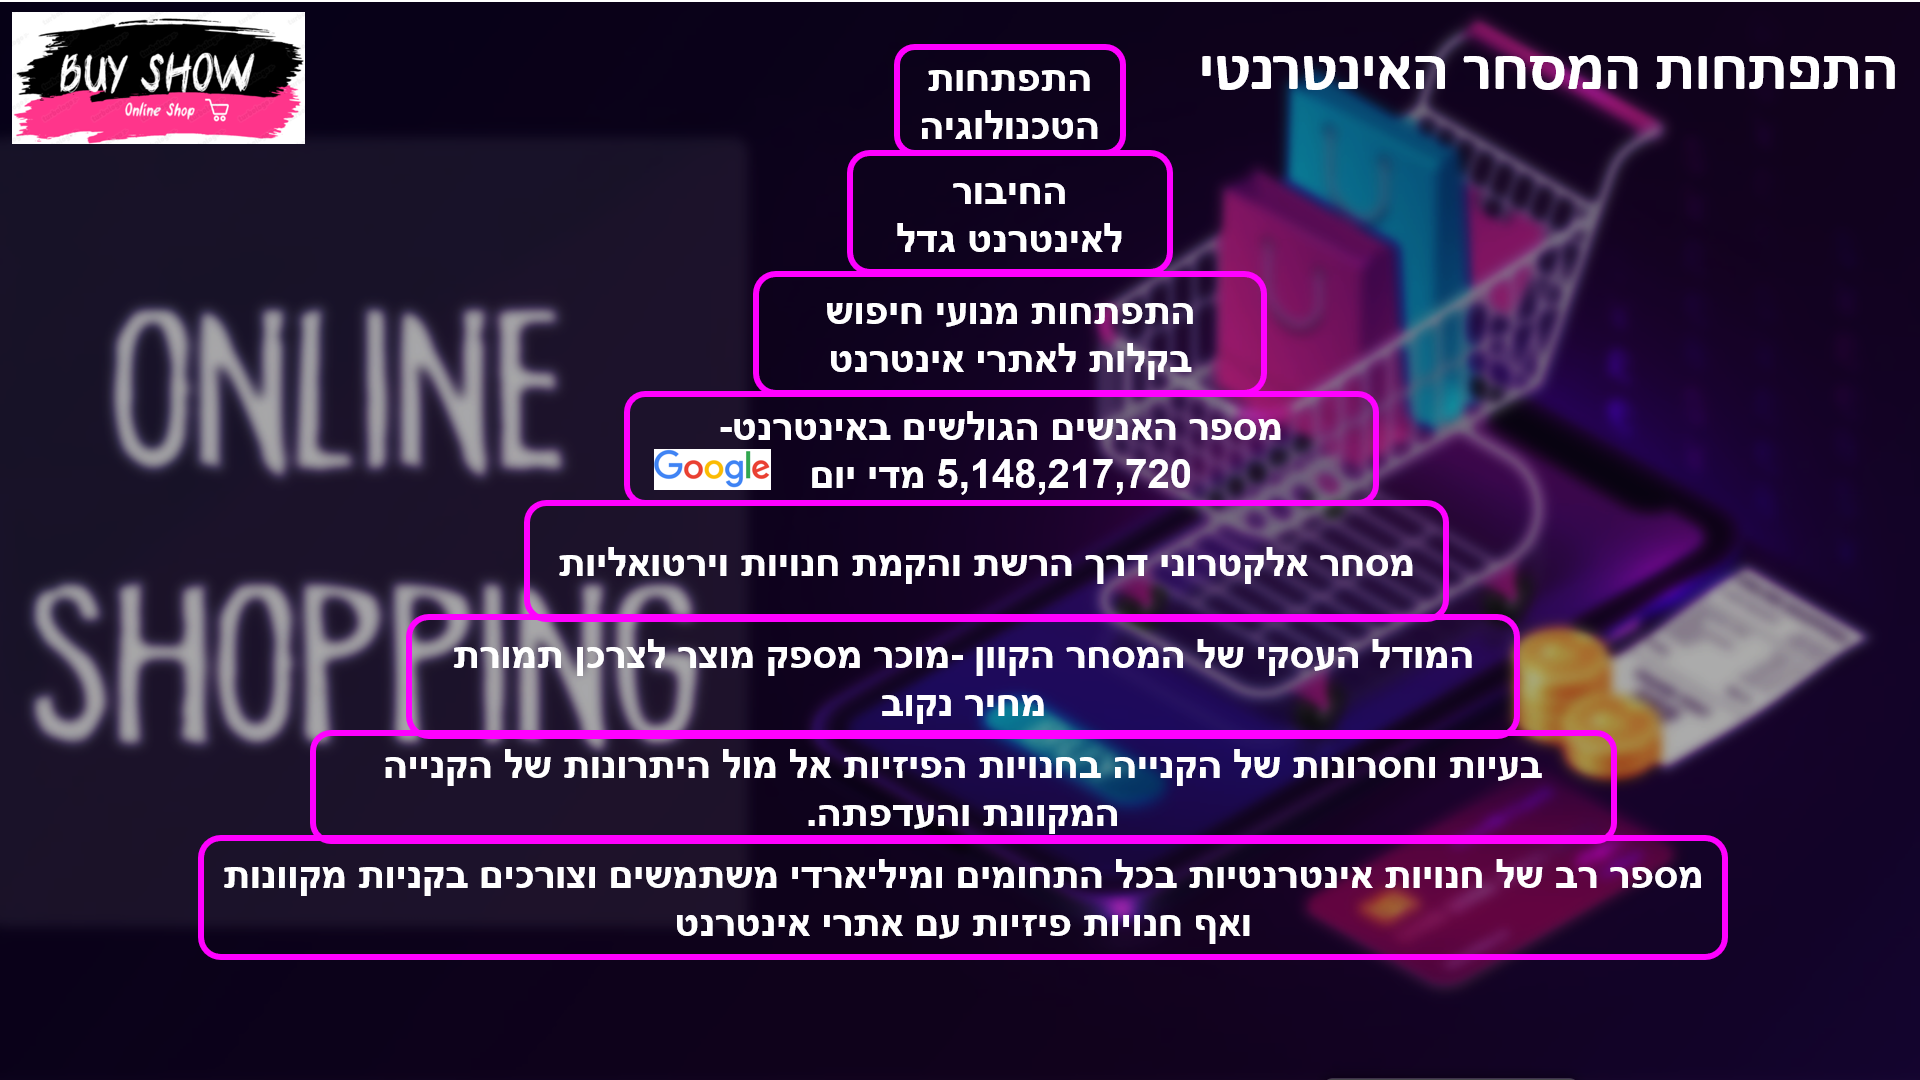 BUY SHOW
Online Shop
התפתחות המסחר האינטרנטי
התפתחות
הטכנולוגיה
החיבור
לאינטרנט גדל
התפתחות מנועי חיפוש
בקלות לאתרי אינטרנט
מספר האנשים הגולשים באינטרנט-
5,148,217,720 מדי יום
Google
מסחר אלקטרוני דרך הרשת והקמת חנויות וירטואליות
המודל העסקי של המסחר הקוון -מוכר מספק מוצר לצרכן תמורת
מחיר נקוב
בעיות וחסרונות של הקנייה בחנויות הפיזיות אל מול היתרונות של הקנייה
המקוונת והעדפתה.
מספר רב של חנויות אינטרנטיות בכל התחומים ומיליארדי משתמשים וצורכים בקניות מקוונות
ואף חנויות פיזיות עם אתרי אינטרנט
ONLINE
SHOPPING